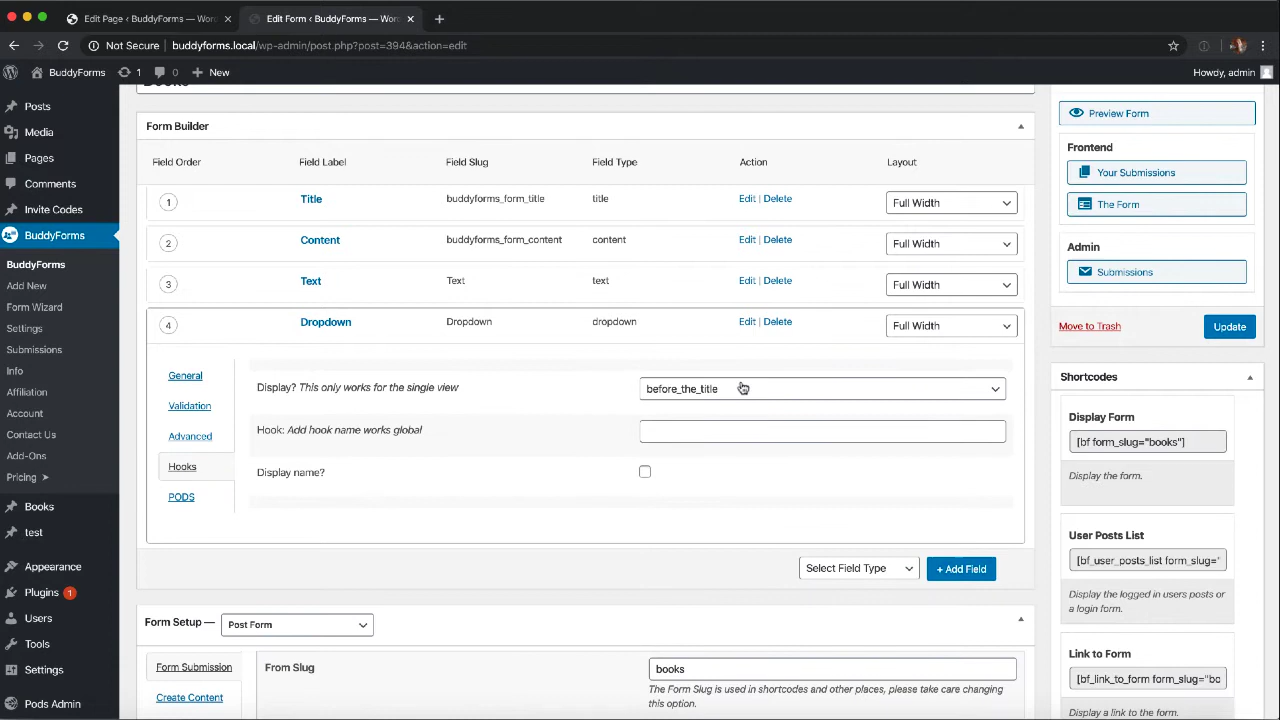 Edit Page ‹ BuddyForms — Wor
Edit Form ‹ BuddyForms — Wor
Not Secure
buddyforms.local/wp-admin/post.php?post=394&action=edit
BuddyForms
1
0
New
Howdy, admin
Posts
Media
Pages
Comments
Invite Codes
BuddyForms
BuddyForms
Add New
Form Wizard
Settings
Submissions
Info
Affiliation
Account
Contact Us
Add-Ons
Pricing ➤
Books
test
Appearance
Plugins 1
Users
Tools
Settings
Pods Admin
Books
Form Builder
Field Order
Field Label
Field Slug
Field Type
Action
Layout
1
Title
buddyforms_form_title
title
Edit | Delete
Full Width
2
Content
buddyforms_form_content
content
Edit | Delete
Full Width
3
Text
Text
text
Edit | Delete
Full Width
4
Dropdown
Dropdown
dropdown
Edit | Delete
Full Width
General
Validation
Advanced
Hooks
PODS
Display? This only works for the single view
before_the_title
Hook: Add hook name works global
Display name?
Select Field Type
+ Add Field
Form Setup —
Post Form
Form Submission
Create Content
From Slug
books
The Form Slug is used in shortcodes and other places, please take care changing
this option.
Preview Form
Frontend
Your Submissions
The Form
Admin
Submissions
Move to Trash
Update
Shortcodes
Display Form
[bf form_slug="books"]
Display the form.
User Posts List
[bf_user_posts_list form_slug="
Display the logged in users posts or
a login form.
Link to Form
[bf_link_to_form form_slug="bo
Display a link to the form.